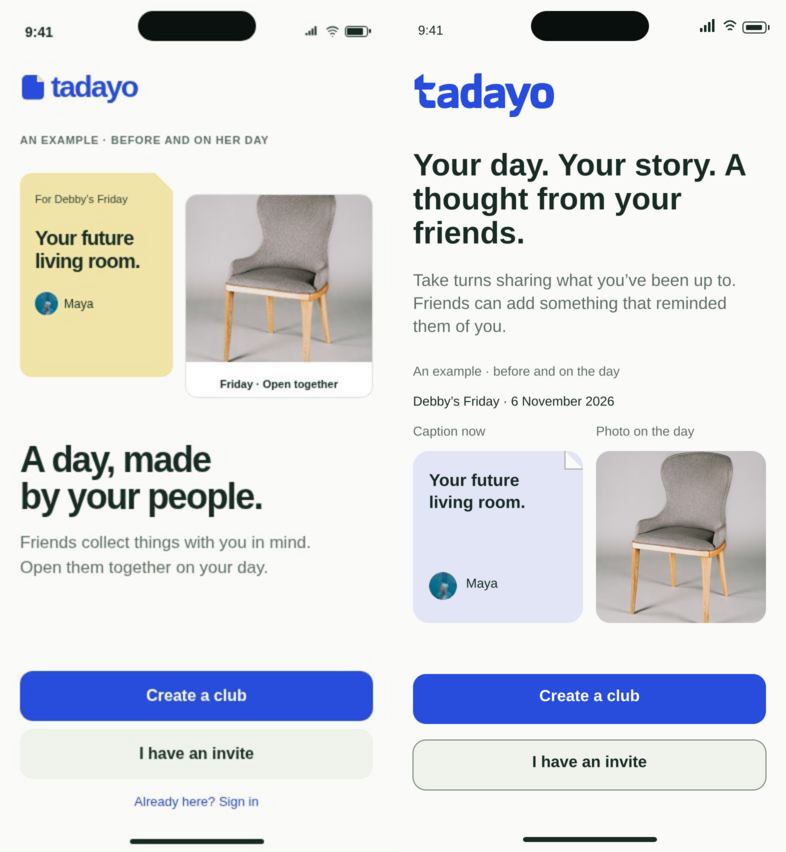 9:41
tadayo
AN EXAMPLE · BEFORE AND ON HER DAY
For Debby's Friday
Your future
living room.
Maya
Friday · Open together
A day, made
by your people.
Friends collect things with you in mind.
Open them together on your day.
Create a club
I have an invite
Already here? Sign in
9:41
tadayo
Your day. Your story. A
thought from your
friends.
Take turns sharing what you’ve been up to.
Friends can add something that reminded
them of you.
An example · before and on the day
Debby’s Friday · 6 November 2026
Caption now
Photo on the day
Your future
living room.
Maya
Create a club
I have an invite